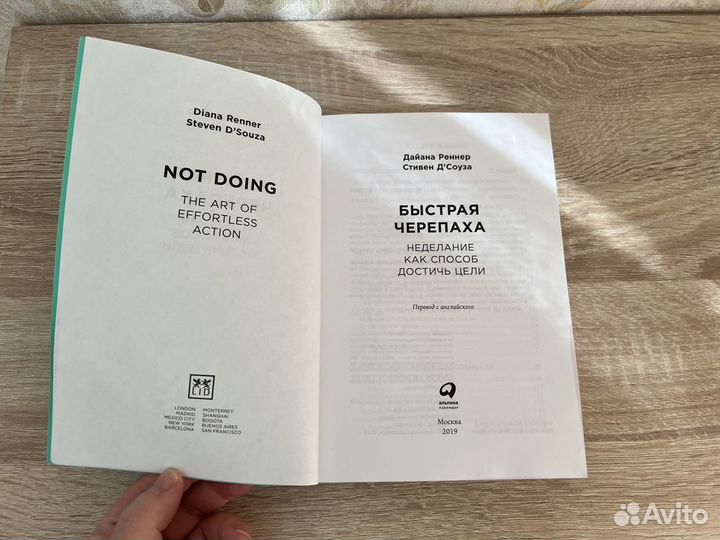 Diana Renner
Steven D'Souza
NOT DOING
THE ART OF
EFFORTLESS
ACTION
LID
LONDON MONTERREY
MADRID SHANGHAI
MEXICO CITY BOGOTA
NEW YORK BUENOS AIRES
BARCELONA SAN FRANCISCO
Дайана Реннер
Стивен Д'Соуза
БЫСТРАЯ
ЧЕРЕПАХА
НЕДЕЛАНИЕ
КАК СПОСОБ
ДОСТИЧЬ ЦЕЛИ
Перевод с английского
АЛЬПИНА
ПАБЛИШЕР
Москва
2019
Avito